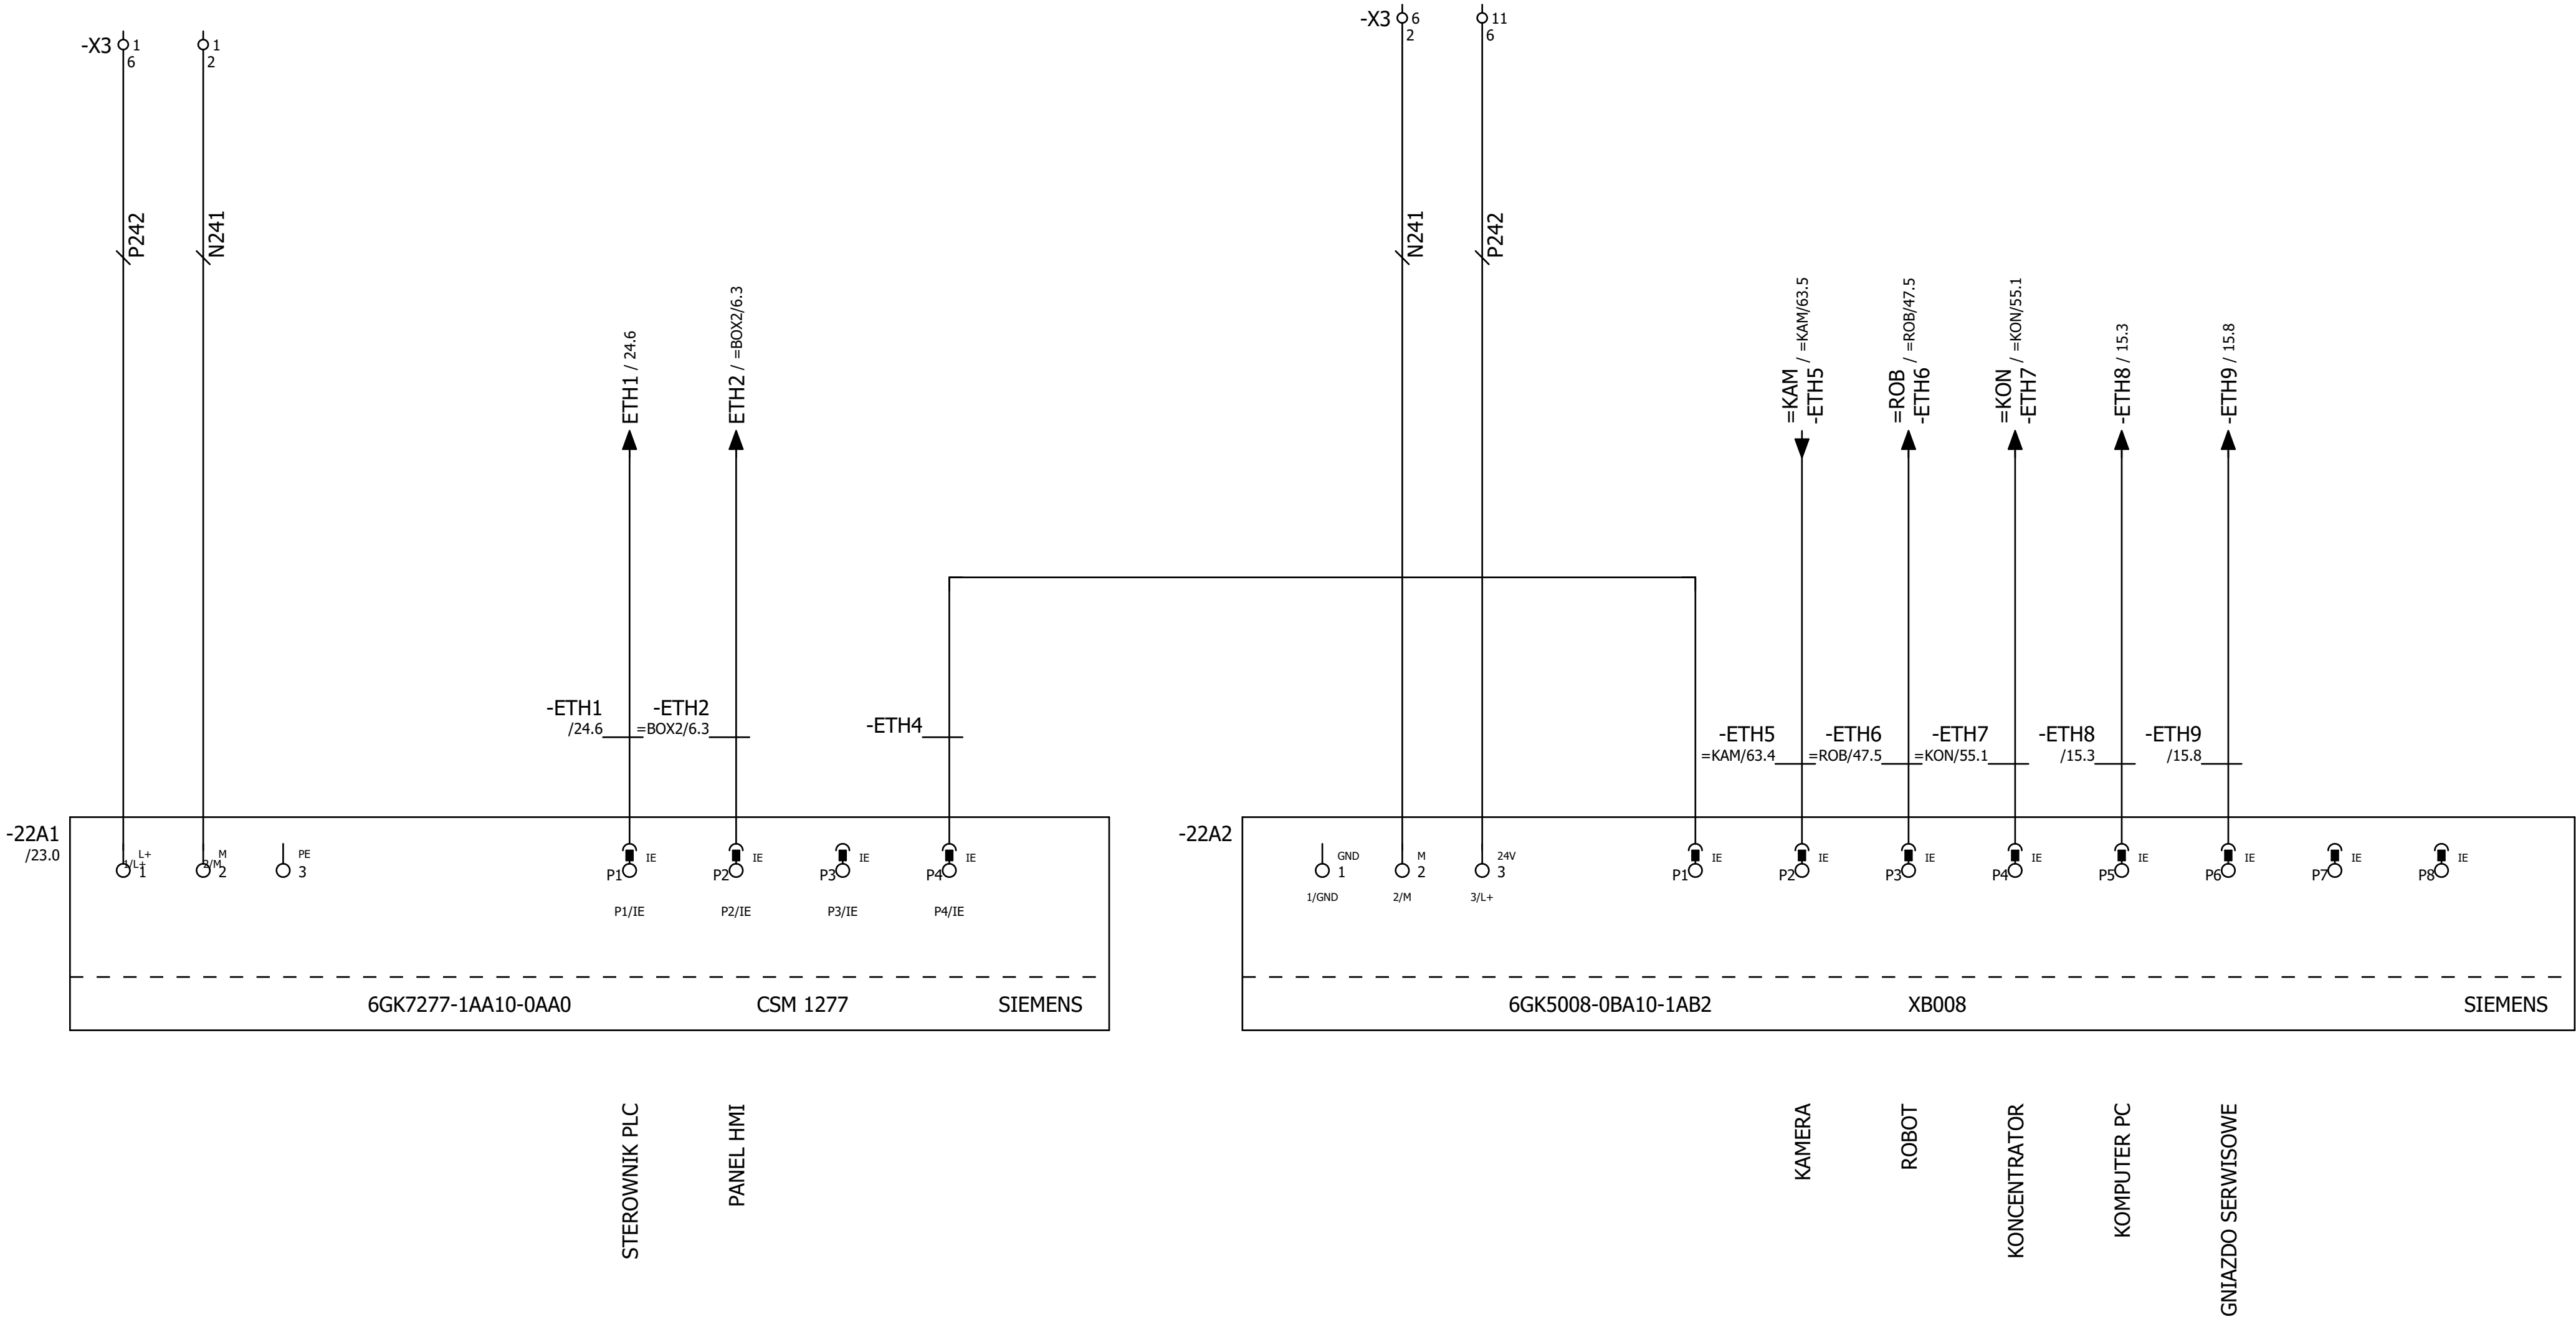 -X3 1
6
1
2
-X3 6
2
11
6
P242
N241
N241
P242
ETH1 / 24.6
ETH2 / =BOX2/6.3
=KAM / =KAM/63.5
-ETH5
=ROB / =ROB/47.5
-ETH6
=KON / =KON/55.1
-ETH7
-ETH8 / 15.3
-ETH9 / 15.8
-ETH1
/24.6
-ETH2
=BOX2/6.3
-ETH4
-ETH5
=KAM/63.4
-ETH6
=ROB/47.5
-ETH7
=KON/55.1
-ETH8
/15.3
-ETH9
/15.8
-22A1
/23.0
L+
1/L+
1
M
2/M
2
PE
3
P1 IE
P2 IE
P3 IE
P4 IE
P1/IE
P2/IE
P3/IE
P4/IE
6GK7277-1AA10-0AA0 CSM 1277 SIEMENS
-22A2
GND
1
M
2
24V
3
1/GND
2/M
3/L+
P1 IE
P2 IE
P3 IE
P4 IE
P5 IE
P6 IE
P7 IE
P8 IE
6GK5008-0BA10-1AB2 XB008 SIEMENS
STEROWNIK PLC
PANEL HMI
KAMERA
ROBOT
KONCENTRATOR
KOMPUTER PC
GNIAZDO SERWISOWE